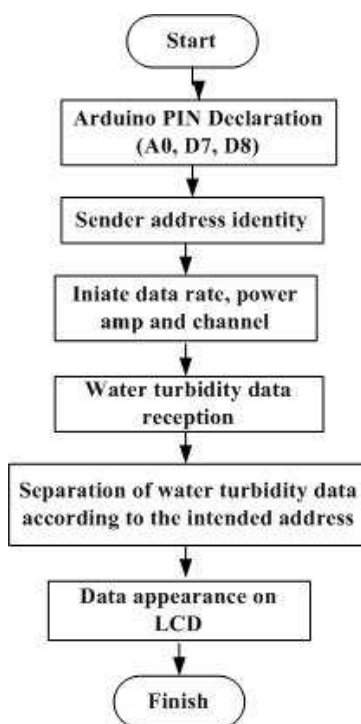 Start
Arduino PIN Declaration
(A0, D7, D8)
Sender address identity
Iniate data rate, power
amp and channel
Water turbidity data
reception
Separation of water turbidity data
according to the intended address
Data appearance on
LCD
Finish